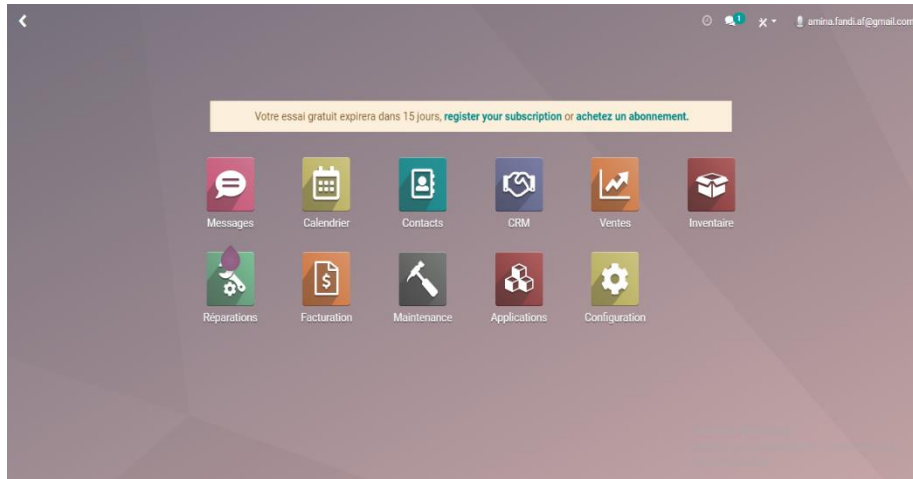 1
amina.fandi.af@gmail.com
Votre essai gratuit expirera dans 15 jours, register your subscription or achetez un abonnement.
Messages Calendrier Contacts CRM Ventes Inventaire
Réparations Facturation Maintenance Applications Configuration